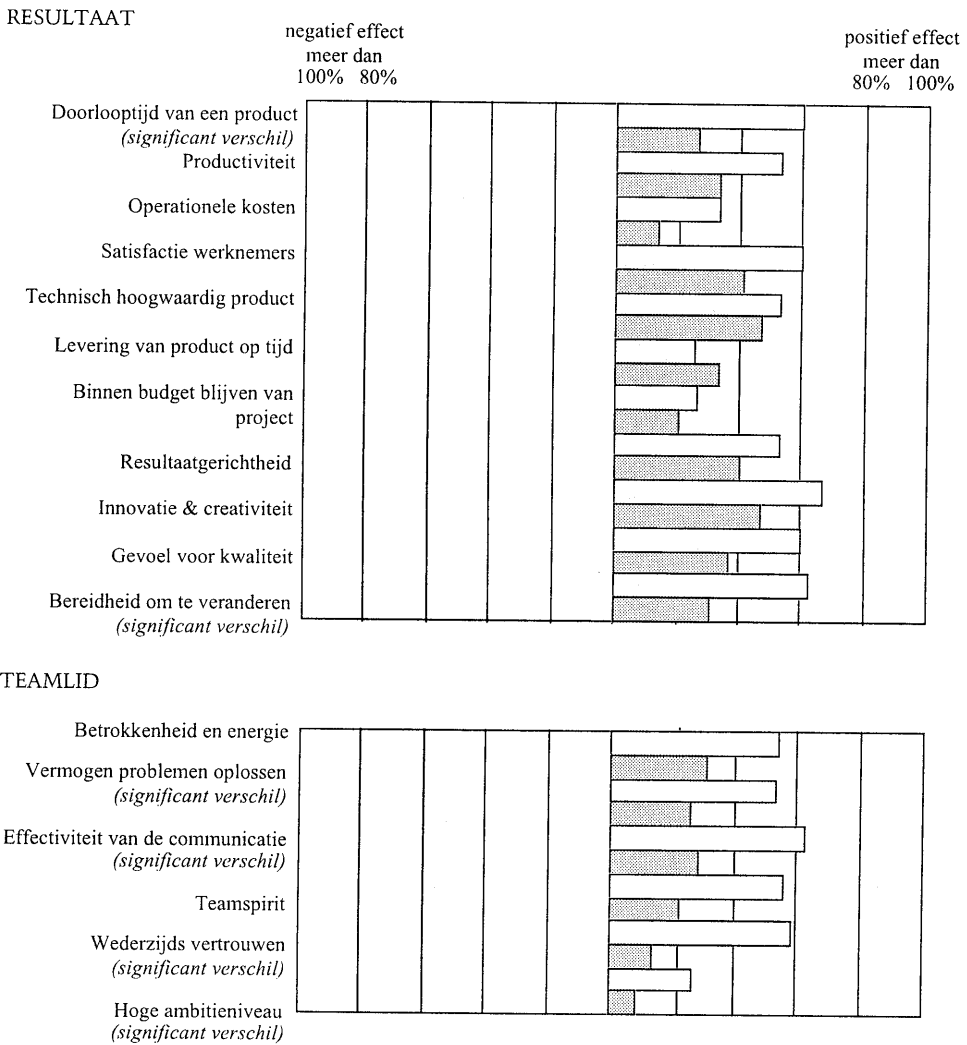 RESULTAAT
negatief effect
meer dan
100% 80%
positief effect
meer dan
80% 100%
Doorlooptijd van een product
(significant verschil)
Productiviteit
Operationele kosten
Satisfactie werknemers
Technisch hoogwaardig product
Levering van product op tijd
Binnen budget blijven van
project
Resultaatgerichtheid
Innovatie & creativiteit
Gevoel voor kwaliteit
Bereidheid om te veranderen
(significant verschil)
TEAMLID
Betrokkenheid en energie
Vermogen problemen oplossen
(significant verschil)
Effectiviteit van de communicatie
(significant verschil)
Teamspirit
Wederzijds vertrouwen
(significant verschil)
Hoge ambitieniveau
(significant verschil)